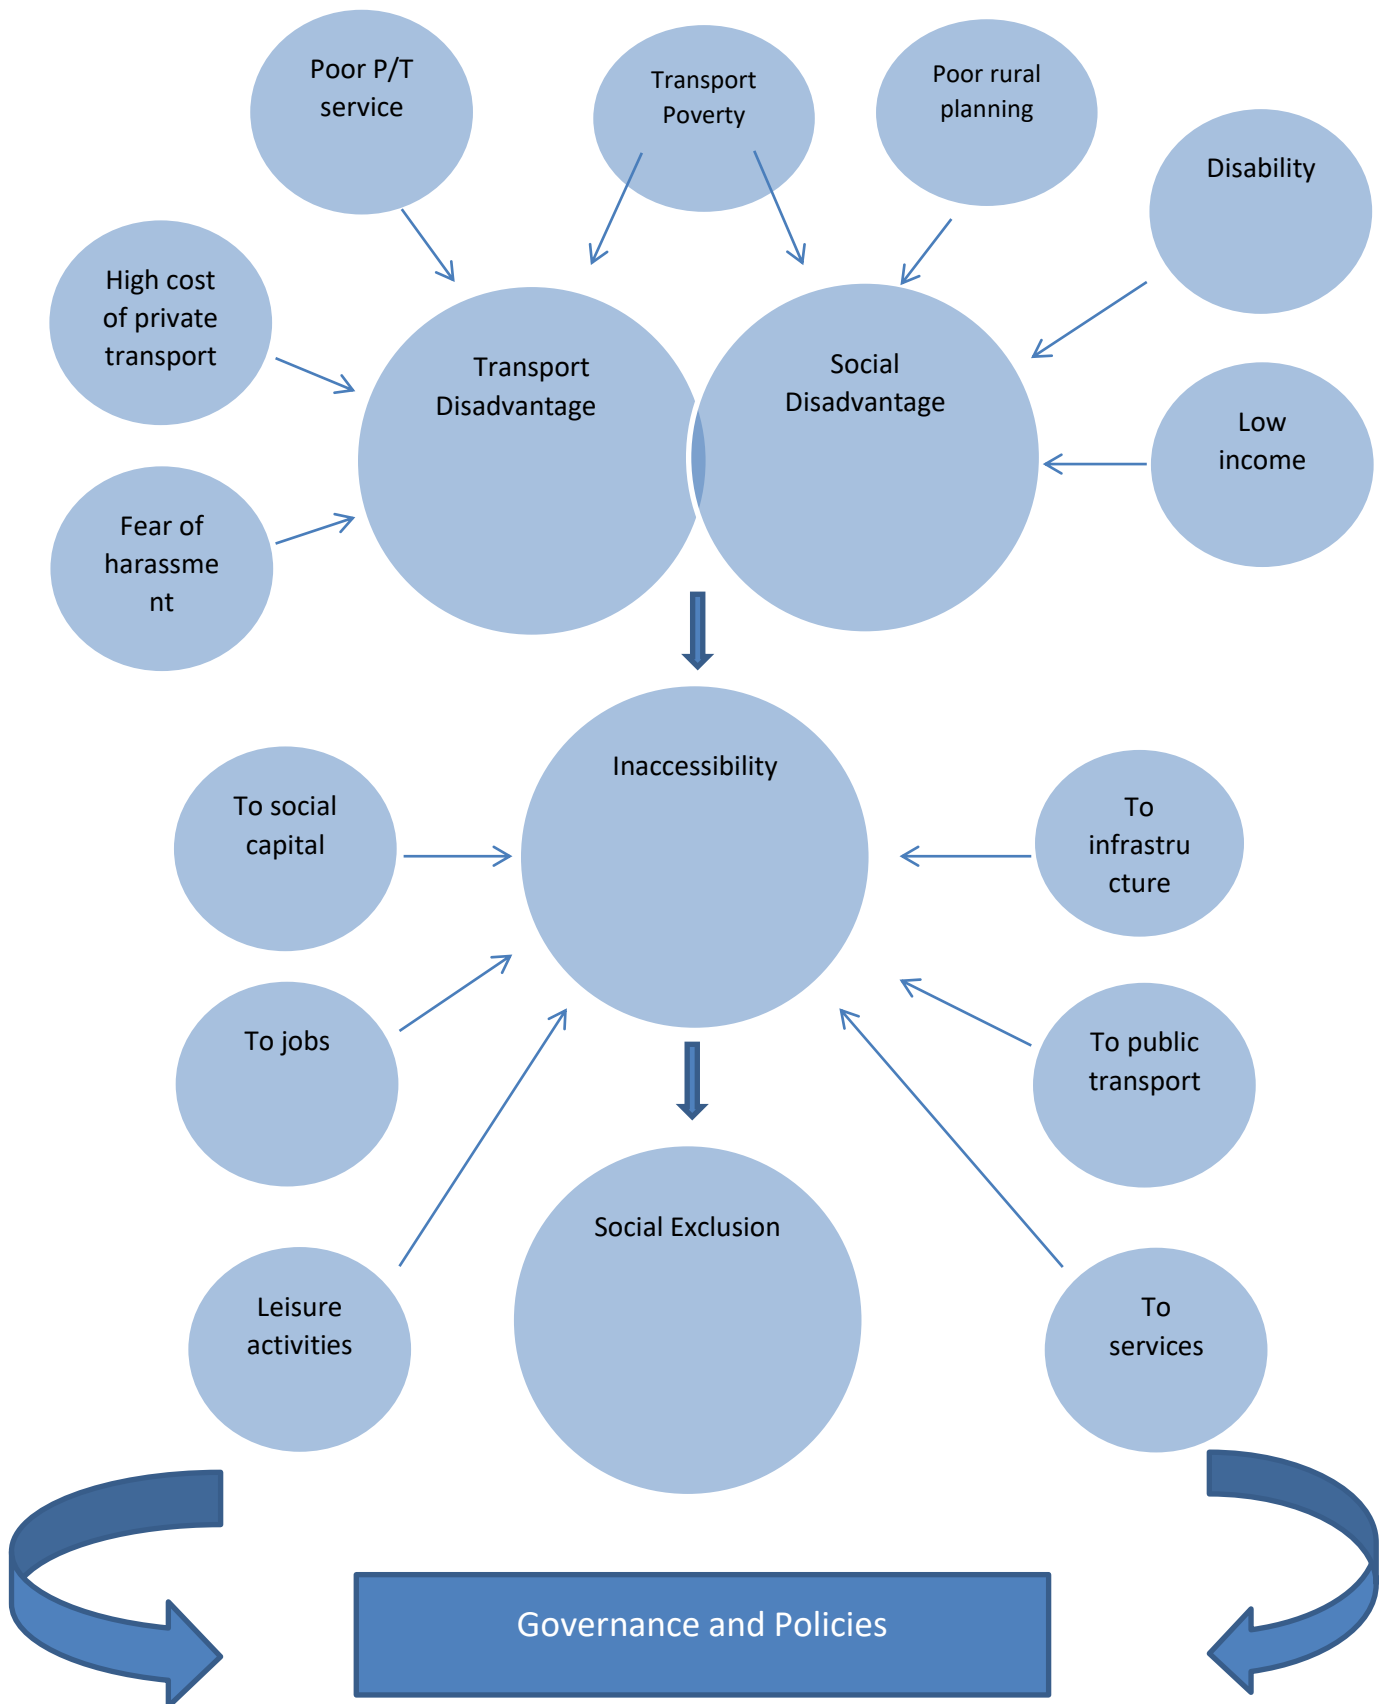 Poor P/T
service
Transport
Poverty
Poor rural
planning
Disability
High cost
of private
transport
Transport
Disadvantage
Social
Disadvantage
Low
income
Fear of
harassme
nt
Inaccessibility
To social
capital
To
infrastru
cture
To jobs
To public
transport
Social Exclusion
Leisure
activities
To
services
Governance and Policies